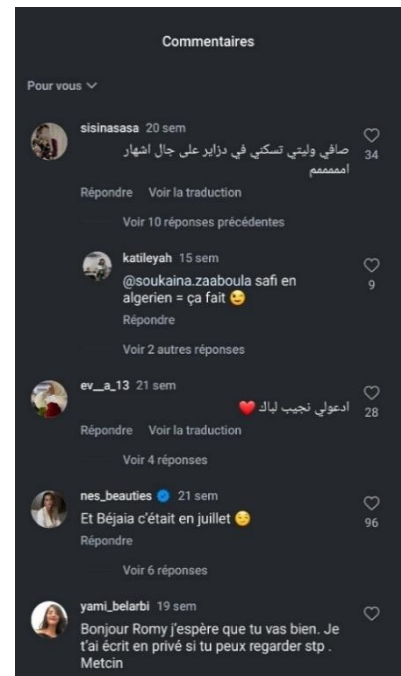 Commentaires
Pour vous
sisinasasa 20 sem
صافي وليتي تسكني في دزاير على جال اشهار
اممممم
34
Répondre Voir la traduction
Voir 10 réponses précédentes
katileyah 15 sem
@soukaina.zaaboula safi en
algerien = ça fait 😉
9
Répondre
Voir 2 autres réponses
ev__a_13 21 sem
ادعولي نجيب لباك ❤️
28
Répondre Voir la traduction
Voir 4 réponses
nes_beauties 21 sem
Et Béjaia c'était en juillet 😏
96
Répondre
Voir 6 réponses
yami_belarbi 19 sem
Bonjour Romy j'espère que tu vas bien. Je
t'ai écrit en privé si tu peux regarder stp .
Metcin